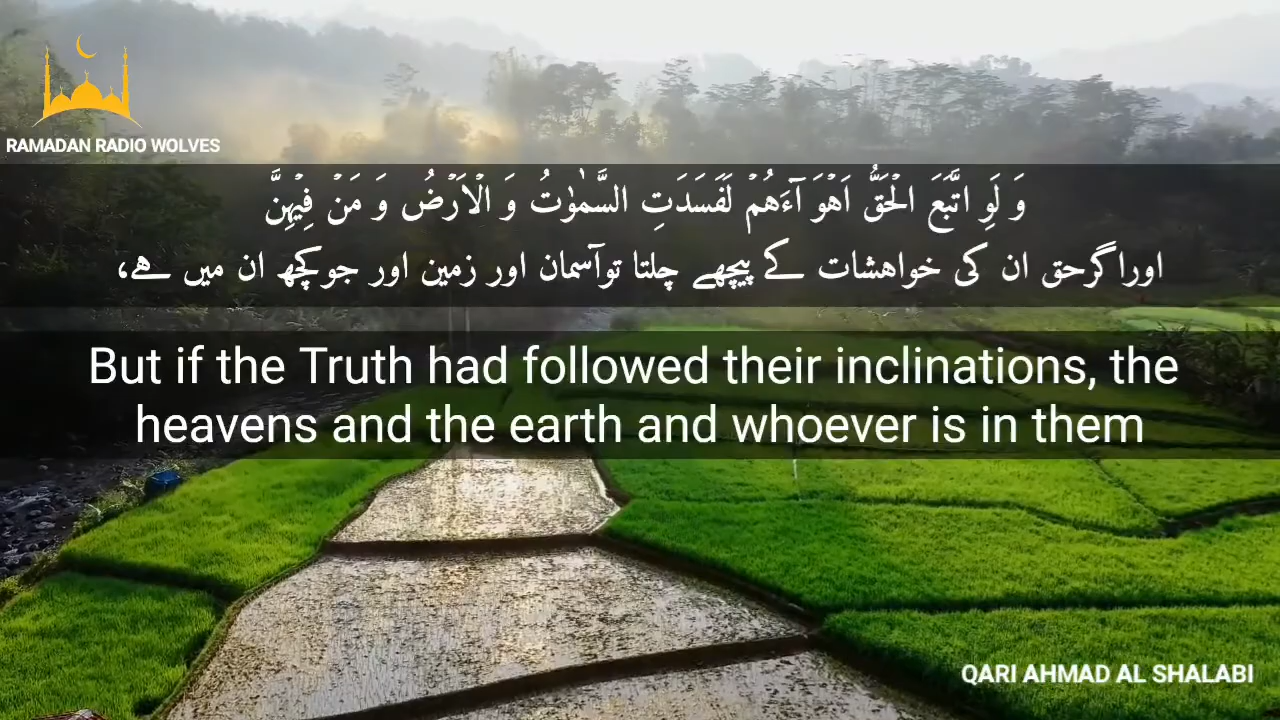 RAMADAN RADIO WOLVES
وَ لَوِ اتَّبَعَ الۡحَقُّ اَهۡوَآءَهُمۡ لَفَسَدَتِ السَّمٰوٰتُ وَ الۡاَرۡضُ وَ مَنۡ فِيۡهِنَّ
اوراگرحق ان کی خواھشات کے پیچھے چلتا توآسمان اور زمین اور جوکچھ ان میں ہے،
But if the Truth had followed their inclinations, the
heavens and the earth and whoever is in them
QARI AHMAD AL SHALABI